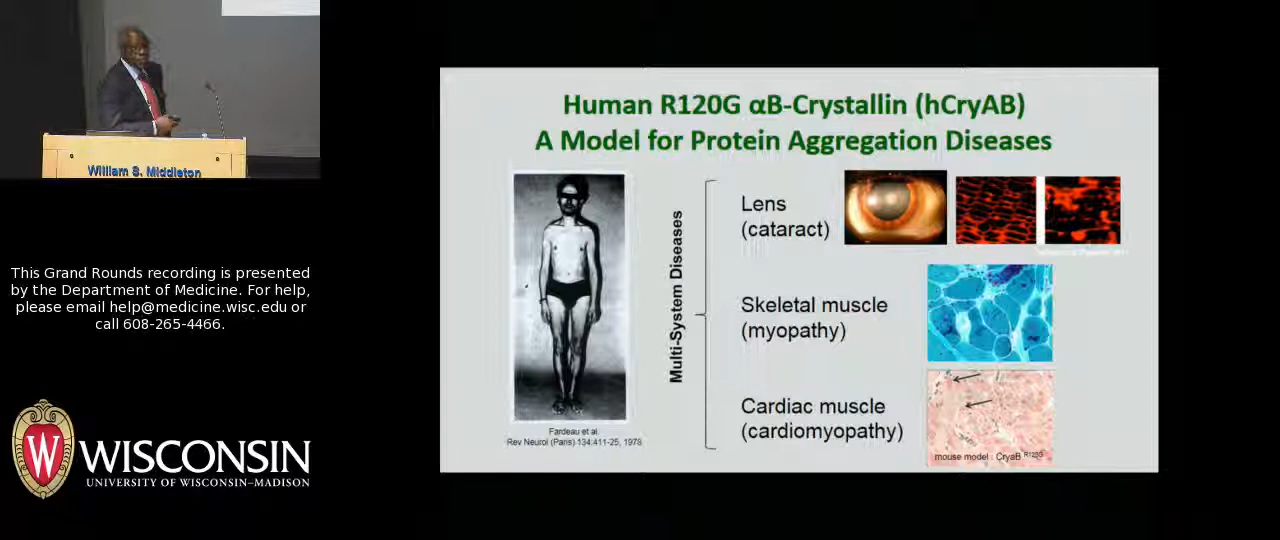 William S. Middleton
This Grand Rounds recording is presented
by the Department of Medicine. For help,
please email help@medicine.wisc.edu or
call 608-265-4466.
W
WISCONSIN
UNIVERSITY OF WISCONSIN–MADISON
Human R120G αB-Crystallin (hCryAB)
A Model for Protein Aggregation Diseases
Fardeau et al.
Rev Neurol (Paris) 134:411-25, 1978
Multi-System Diseases
Lens
(cataract)
Skeletal muscle
(myopathy)
Cardiac muscle
(cardiomyopathy)
mouse model : CryaB R120G